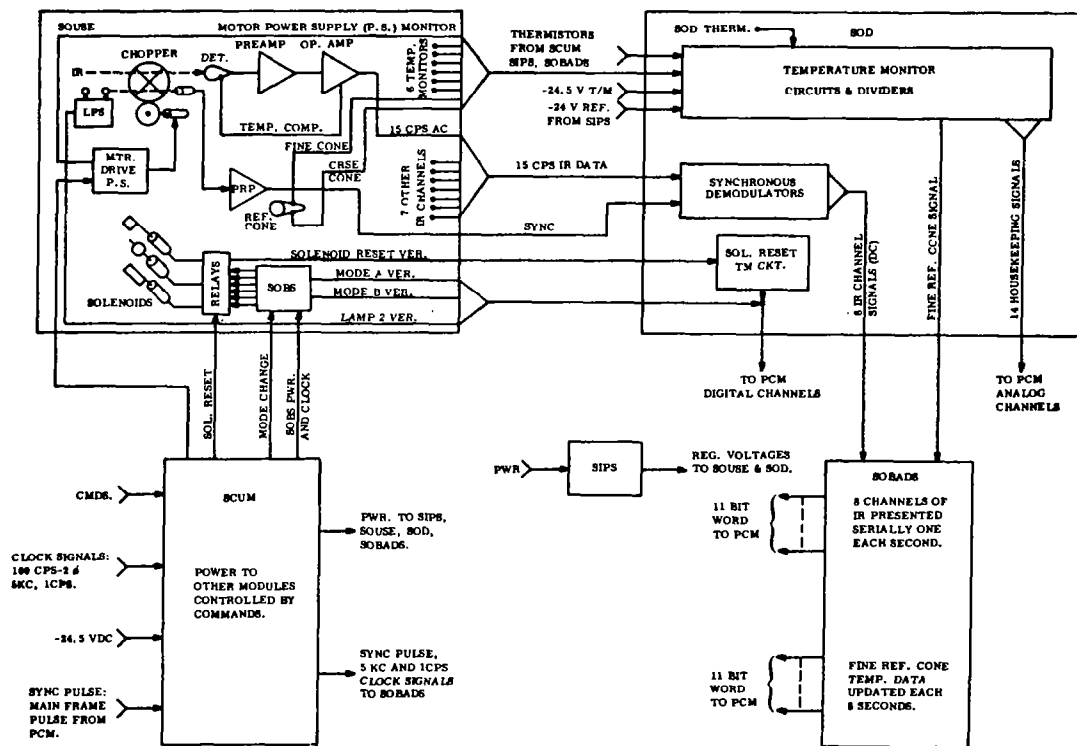 SOUSE
MOTOR POWER SUPPLY (P.S.) MONITOR
CHOPPER
IR
DET.
PREAMP
OP. AMP
LPS
TEMP. COMP.
MTR.
DRIVE
P.S.
FINE CONE
CRSE
CONE
PRP
REF.
CONE
6 TEMP.
MONITORS
15 CPS AC
7 OTHER
IR CHANNELS
SOLENOIDS
RELAYS
SOBS
SOLENOID RESET VER.
MODE A VER.
MODE B VER.
LAMP 2 VER.
THERMISTORS
FROM SCUM
SIPS, SOBADS
-24.5 V T/M
-24 V REF.
FROM SIPS
15 CPS IR DATA
SYNC
SOD THERM.
SOD
TEMPERATURE MONITOR
CIRCUITS & DIVIDERS
SYNCHRONOUS
DEMODULATORS
SOL. RESET
TM CKT.
8 IR CHANNEL
SIGNALS (DC)
FINE REF. CONE SIGNAL
14 HOUSEKEEPING SIGNALS
TO PCM
DIGITAL CHANNELS
TO PCM
ANALOG
CHANNELS
SOL. RESET
MODE CHANGE
SOBS PWR.
AND CLOCK
PWR
SIPS
REG. VOLTAGES
TO SOUSE & SOD.
CMDS.
CLOCK SIGNALS:
100 CPS-2 ø
5KC, 1CPS.
-24.5 VDC
SYNC PULSE:
MAIN FRAME
PULSE FROM
PCM.
SCUM
POWER TO
OTHER MODULES
CONTROLLED BY
COMMANDS.
PWR. TO SIPS,
SOUSE, SOD,
SOBADS.
SYNC PULSE,
5 KC AND 1CPS
CLOCK SIGNALS
TO SOBADS
SOBADS
11 BIT
WORD
TO PCM
8 CHANNELS OF
IR PRESENTED
SERIALLY ONE
EACH SECOND.
11 BIT
WORD
TO PCM
FINE REF. CONE
TEMP. DATA
UPDATED EACH
8 SECONDS.